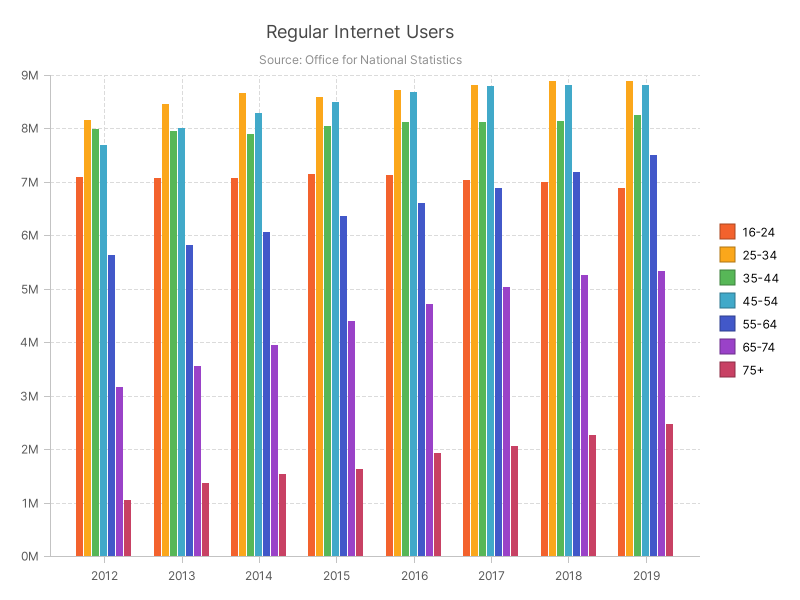 Regular Internet Users
Source: Office for National Statistics
9M
8M
7M
6M
5M
4M
3M
2M
1M
0M
2012 2013 2014 2015 2016 2017 2018 2019
16-24
25-34
35-44
45-54
55-64
65-74
75+